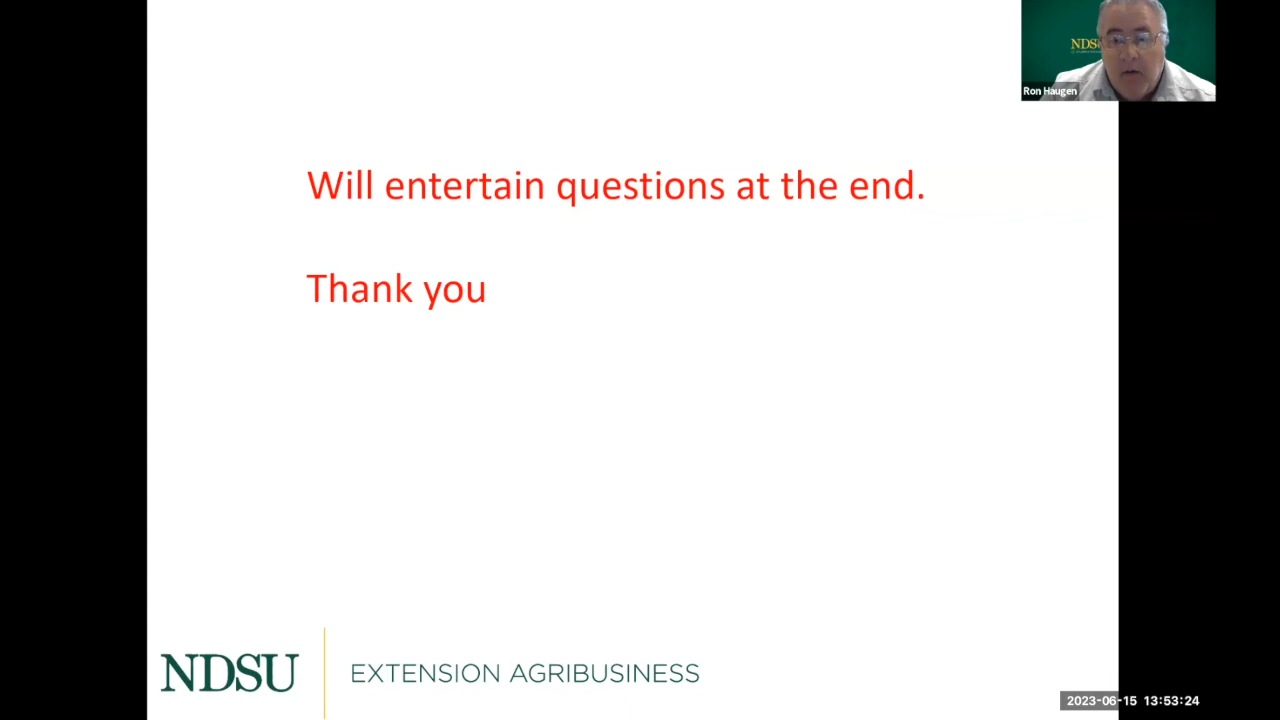 NDS
Ron Haugen
Will entertain questions at the end.
Thank you
NDSU
EXTENSION AGRIBUSINESS
2023-06-15 13:53:24